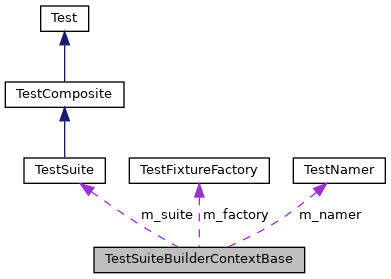 Test
TestComposite
TestSuite
TestFixtureFactory
TestNamer
m_suite
m_factory
m_namer
TestSuiteBuilderContextBase